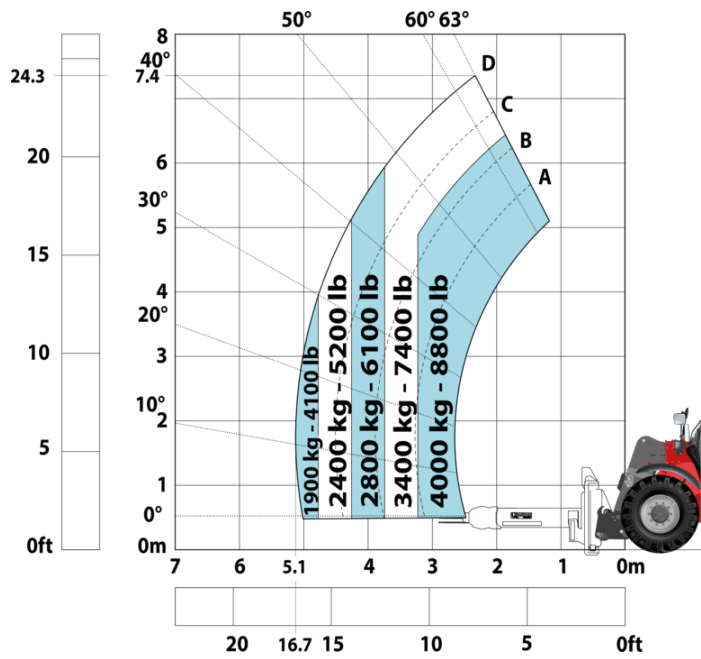 50° 60° 63°
8
40°
D
24.3 7.4
C
B
20 6
A
30°
5
15
4
20°
10 3
10° 2
5
1
0°
0ft 0m
1900 kg - 4100 lb
2400 kg - 5200 lb
2800 kg - 6100 lb
3400 kg - 7400 lb
4000 kg - 8800 lb
7 6 5.1 4 3 2 1 0m
20 16.7 15 10 5 0ft